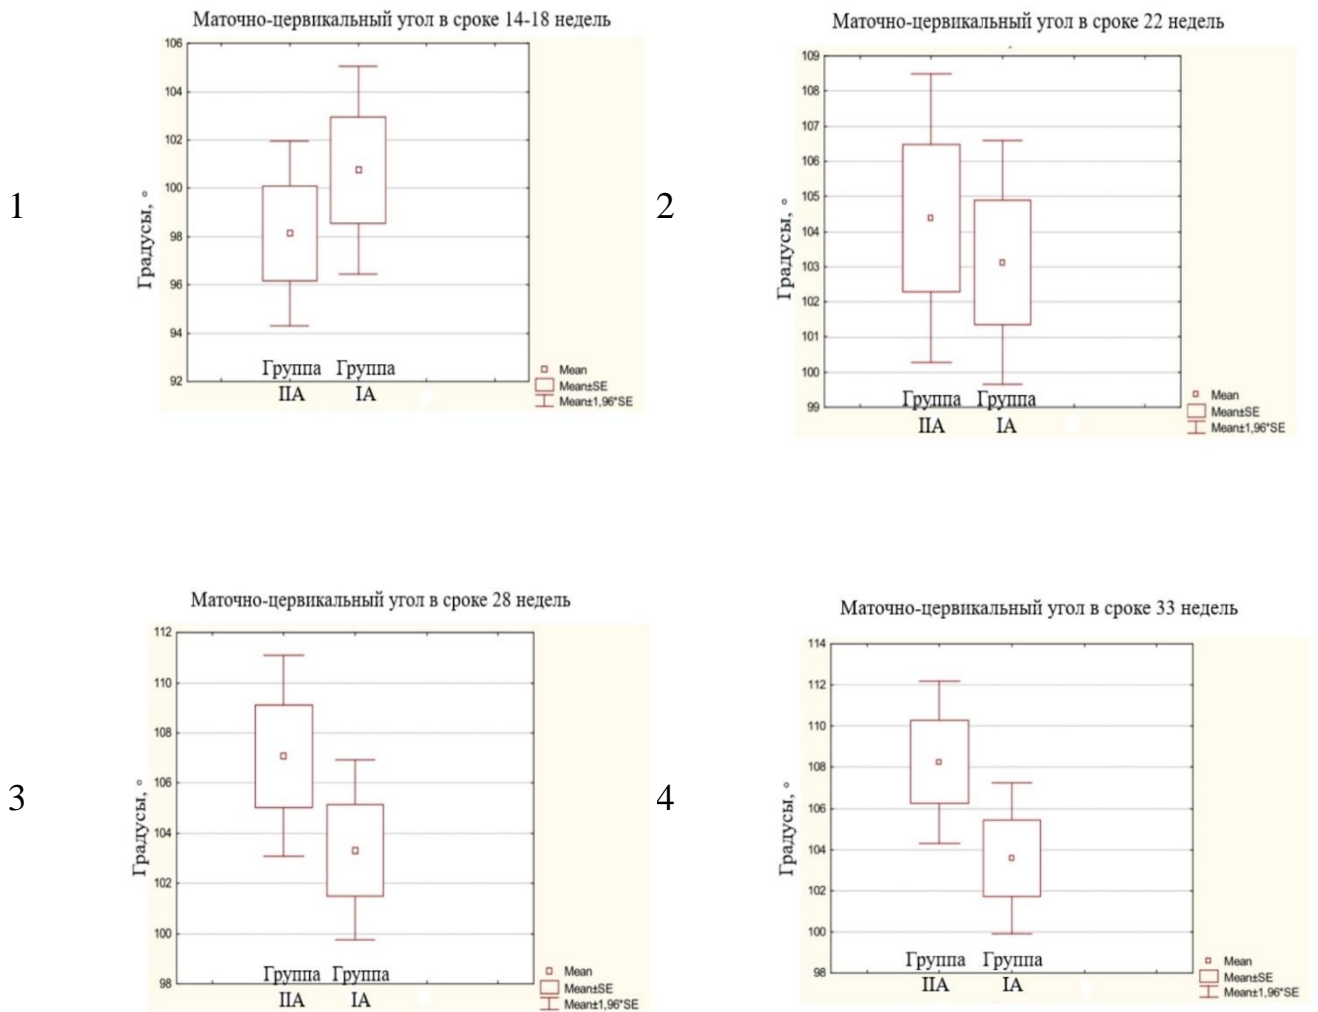 Маточно-цервикальный угол в сроке 14-18 недель
1
Градусы, °
106
104
102
100
98
96
94
92
Группа Группа
IIA IA
Mean
Mean±SE
Mean±1,96*SE
Маточно-цервикальный угол в сроке 22 недель
2
Градусы, °
109
108
107
106
105
104
103
102
101
100
99
Группа Группа
IIA IA
Mean
Mean±SE
Mean±1,96*SE
Маточно-цервикальный угол в сроке 28 недель
3
Градусы, °
112
110
108
106
104
102
100
98
Группа Группа
IIA IA
Mean
Mean±SE
Mean±1,96*SE
Маточно-цервикальный угол в сроке 33 недель
4
Градусы, °
114
112
110
108
106
104
102
100
98
Группа Группа
IIA IA
Mean
Mean±SE
Mean±1,96*SE